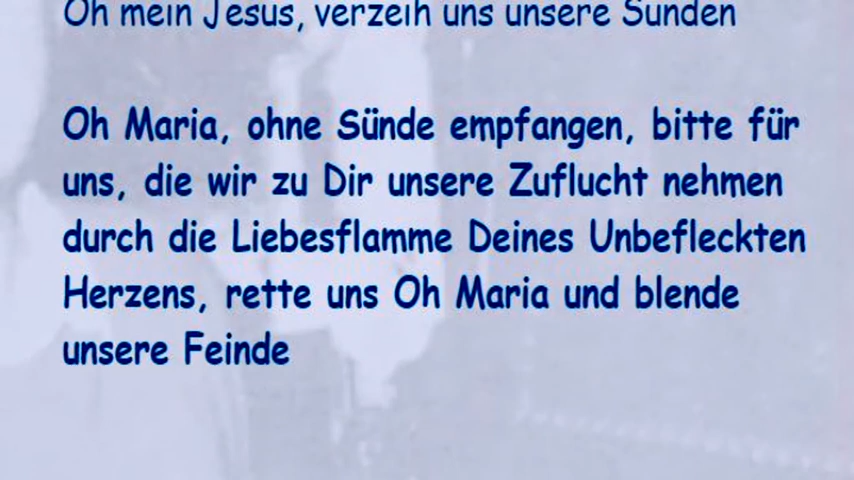 Oh mein Jesus, verzeih uns unsere Sünden
Oh Maria, ohne Sünde empfangen, bitte für
uns, die wir zu Dir unsere Zuflucht nehmen
durch die Liebesflamme Deines Unbefleckten
Herzens, rette uns Oh Maria und blende
unsere Feinde